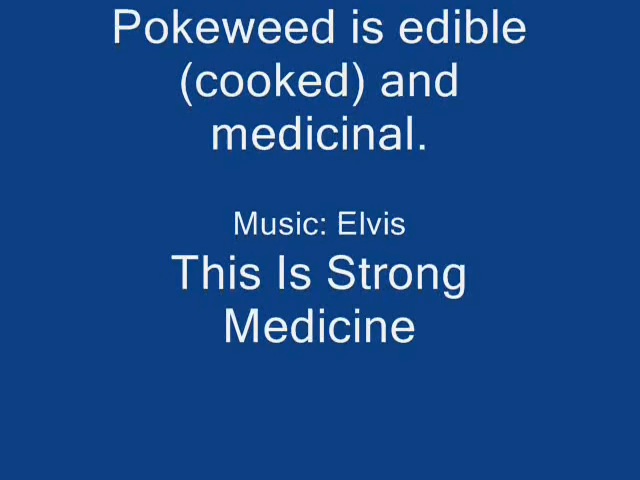 Pokeweed is edible
(cooked) and
medicinal.
Music: Elvis
This Is Strong
Medicine